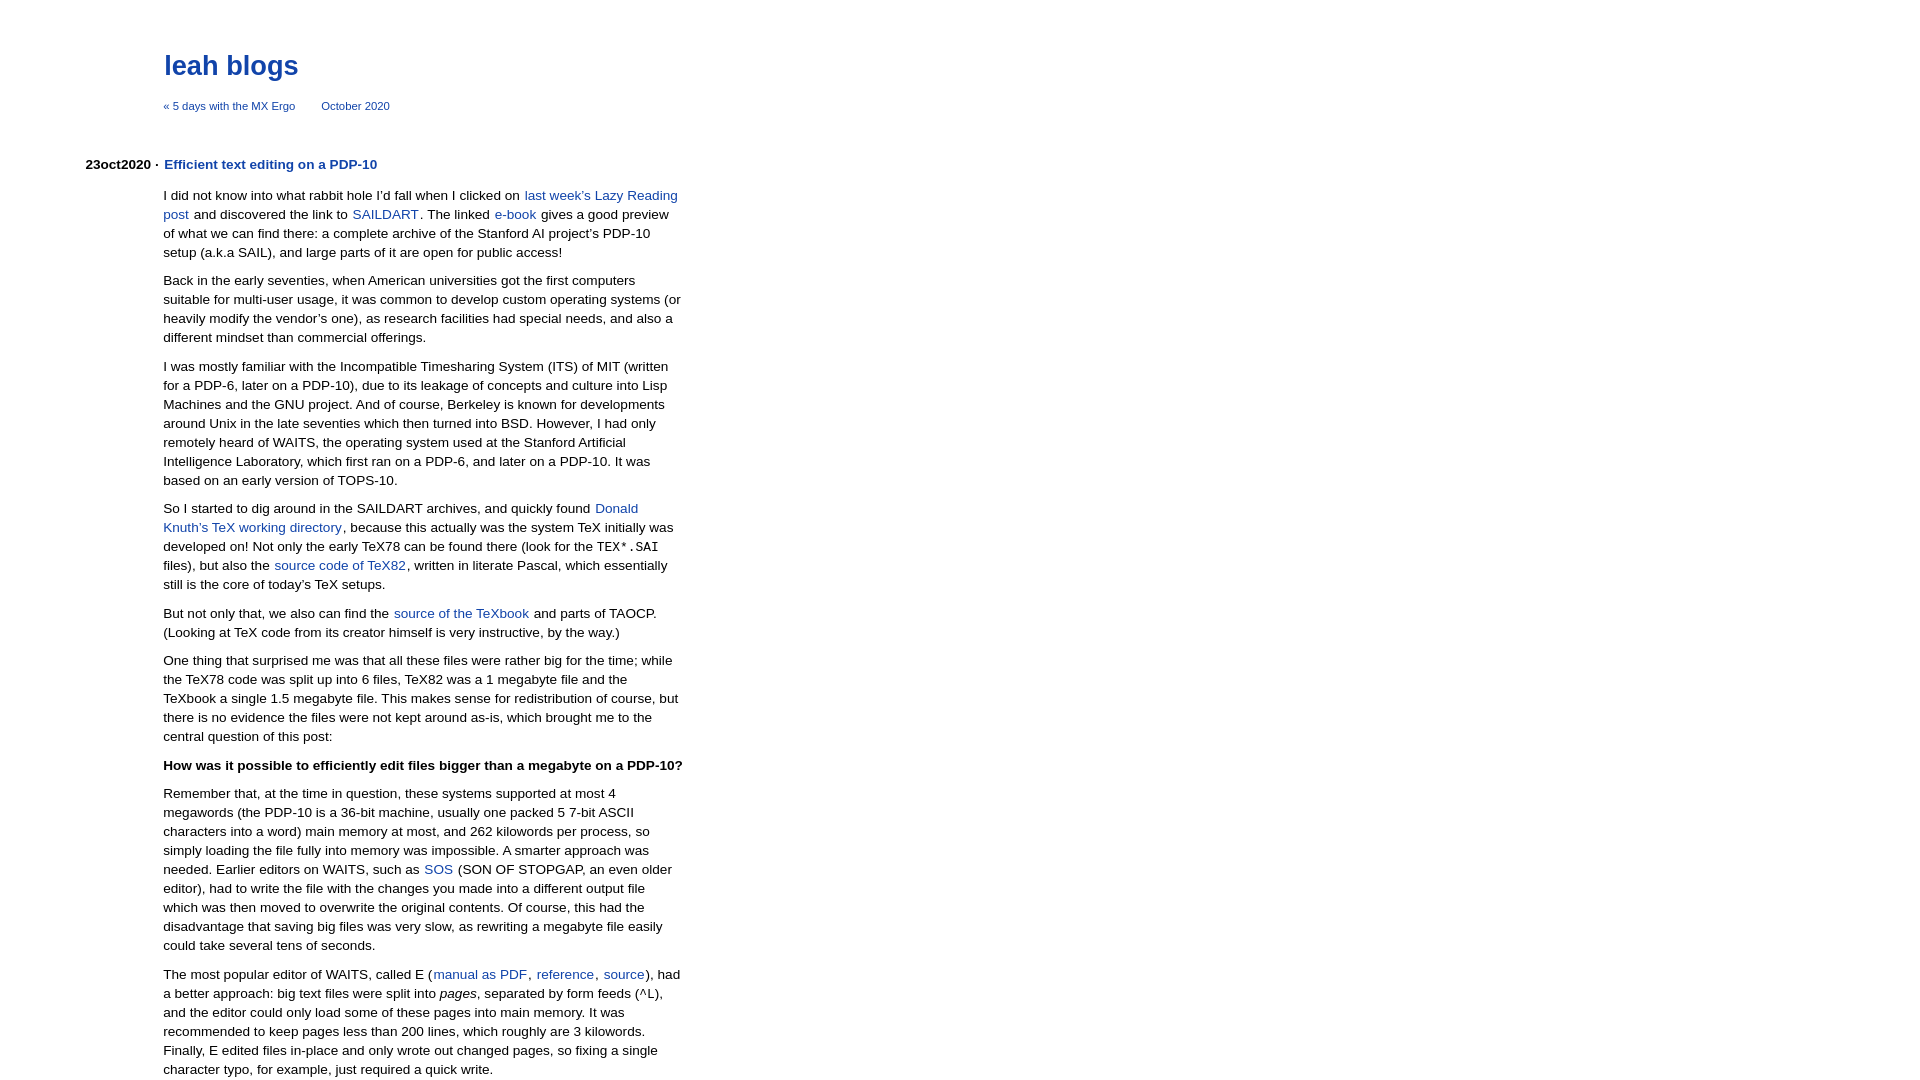 leah blogs
« 5 days with the MX Ergo October 2020
23oct2020 · Efficient text editing on a PDP-10
I did not know into what rabbit hole I’d fall when I clicked on last week’s Lazy Reading
post and discovered the link to SAILDART. The linked e-book gives a good preview
of what we can find there: a complete archive of the Stanford AI project’s PDP-10
setup (a.k.a SAIL), and large parts of it are open for public access!
Back in the early seventies, when American universities got the first computers
suitable for multi-user usage, it was common to develop custom operating systems (or
heavily modify the vendor’s one), as research facilities had special needs, and also a
different mindset than commercial offerings.
I was mostly familiar with the Incompatible Timesharing System (ITS) of MIT (written
for a PDP-6, later on a PDP-10), due to its leakage of concepts and culture into Lisp
Machines and the GNU project. And of course, Berkeley is known for developments
around Unix in the late seventies which then turned into BSD. However, I had only
remotely heard of WAITS, the operating system used at the Stanford Artificial
Intelligence Laboratory, which first ran on a PDP-6, and later on a PDP-10. It was
based on an early version of TOPS-10.
So I started to dig around in the SAILDART archives, and quickly found Donald
Knuth’s TeX working directory, because this actually was the system TeX initially was
developed on! Not only the early TeX78 can be found there (look for the TEX*.SAI
files), but also the source code of TeX82, written in literate Pascal, which essentially
still is the core of today’s TeX setups.
But not only that, we also can find the source of the TeXbook and parts of TAOCP.
(Looking at TeX code from its creator himself is very instructive, by the way.)
One thing that surprised me was that all these files were rather big for the time; while
the TeX78 code was split up into 6 files, TeX82 was a 1 megabyte file and the
TeXbook a single 1.5 megabyte file. This makes sense for redistribution of course, but
there is no evidence the files were not kept around as-is, which brought me to the
central question of this post:
How was it possible to efficiently edit files bigger than a megabyte on a PDP-10?
Remember that, at the time in question, these systems supported at most 4
megawords (the PDP-10 is a 36-bit machine, usually one packed 5 7-bit ASCII
characters into a word) main memory at most, and 262 kilowords per process, so
simply loading the file fully into memory was impossible. A smarter approach was
needed. Earlier editors on WAITS, such as SOS (SON OF STOPGAP, an even older
editor), had to write the file with the changes you made into a different output file
which was then moved to overwrite the original contents. Of course, this had the
disadvantage that saving big files was very slow, as rewriting a megabyte file easily
could take several tens of seconds.
The most popular editor of WAITS, called E (manual as PDF, reference, source), had
a better approach: big text files were split into pages, separated by form feeds (^L),
and the editor could only load some of these pages into main memory. It was
recommended to keep pages less than 200 lines, which roughly are 3 kilowords.
Finally, E edited files in-place and only wrote out changed pages, so fixing a single
character typo, for example, just required a quick write.